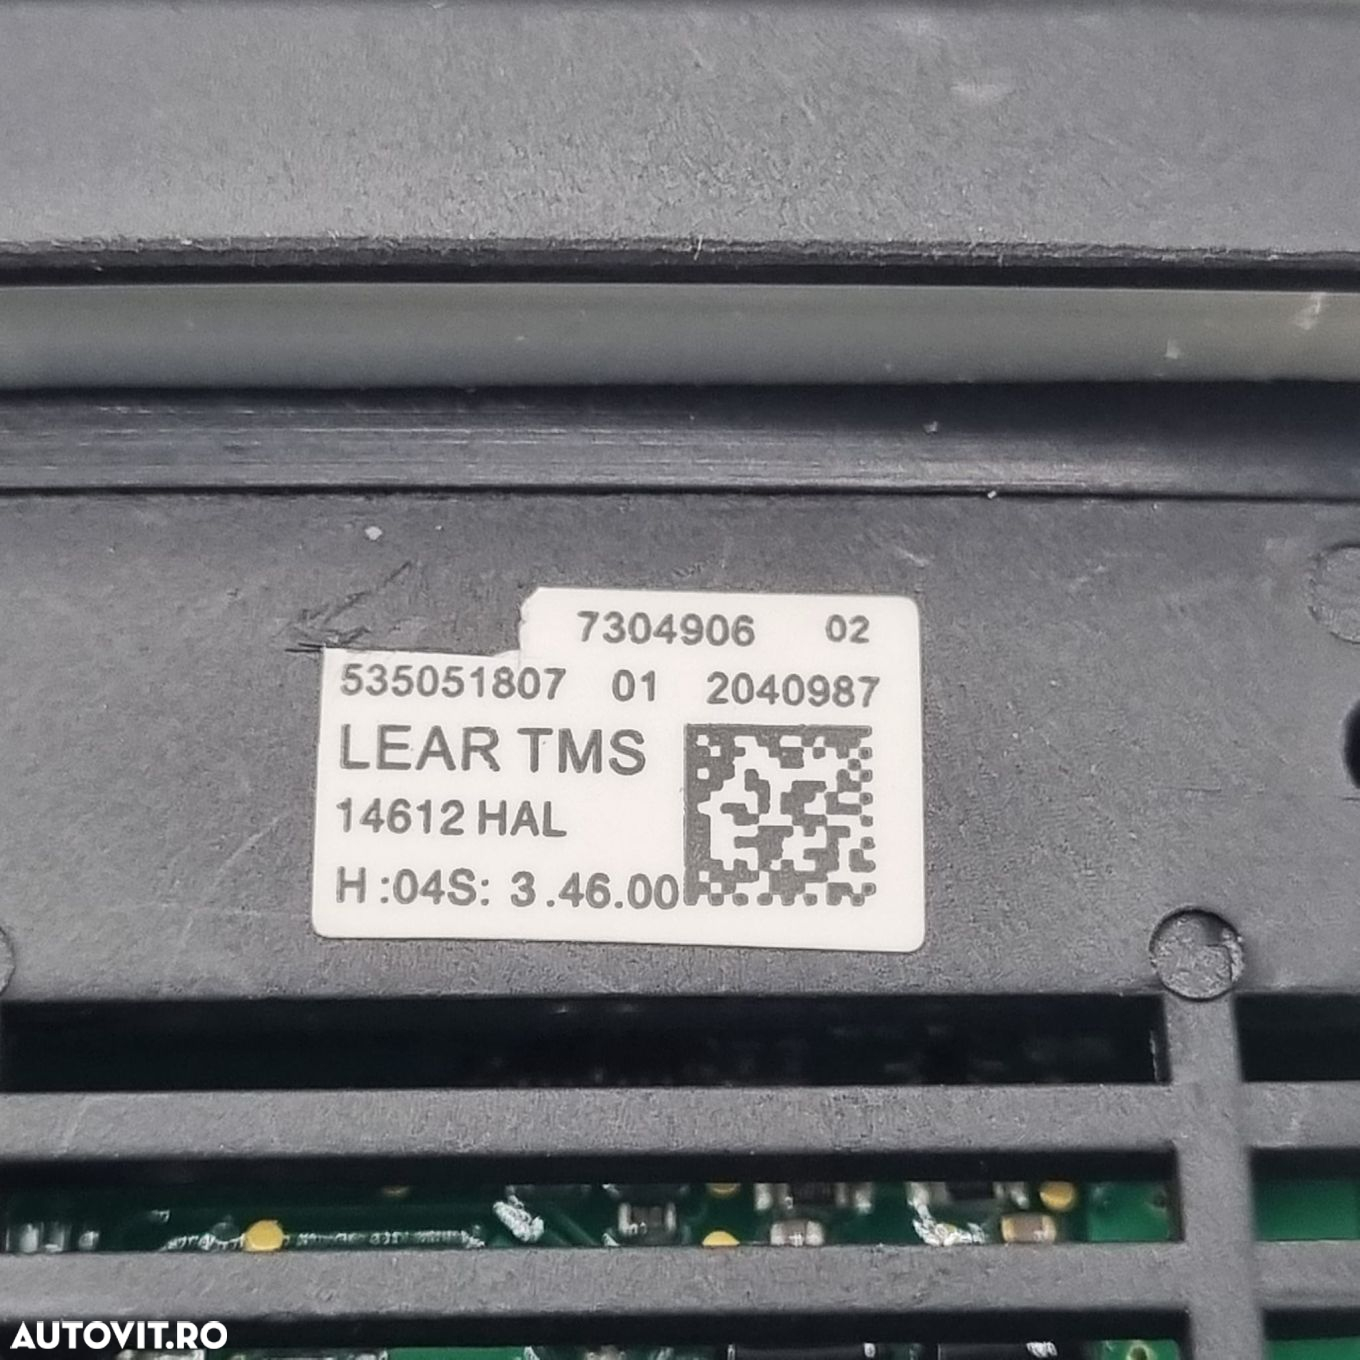 7304906 02
535051807 01 2040987
LEAR TMS
14612 HAL
H :04S: 3.46.00
AUTOVIT.RO